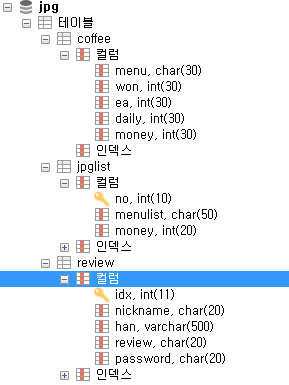 jpg
테이블
coffee
컬럼
menu, char(30)
won, int(30)
ea, int(30)
daily, int(30)
money, int(30)
인덱스
jpglist
컬럼
no, int(10)
menulist, char(50)
money, int(20)
인덱스
review
컬럼
idx, int(11)
nickname, char(20)
han, varchar(500)
review, char(20)
password, char(20)
인덱스